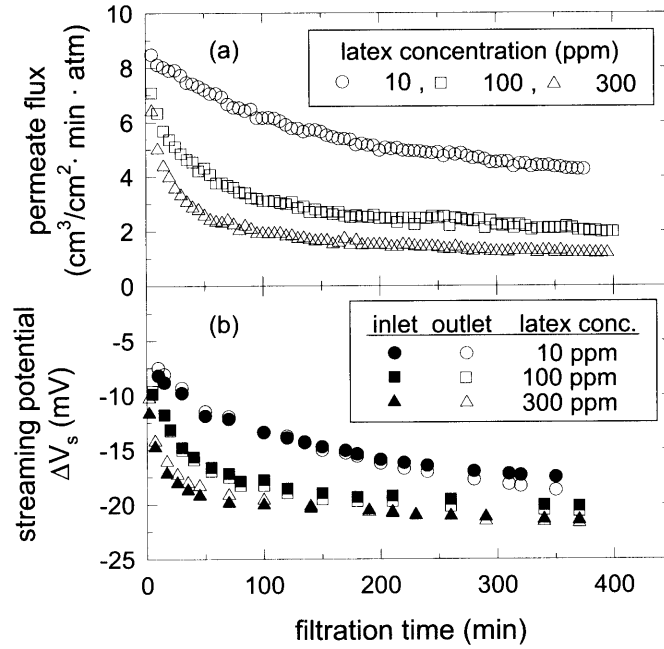 (a)
latex concentration (ppm)
○ 10 , □ 100 , △ 300
permeate flux
(cm³/cm²· min · atm)
10
8
6
4
2
0
(b)
inlet outlet latex conc.
● ○ 10 ppm
■ □ 100 ppm
▲ △ 300 ppm
streaming potential
ΔVₛ (mV)
-5
-10
-15
-20
-25
0 100 200 300 400
filtration time (min)